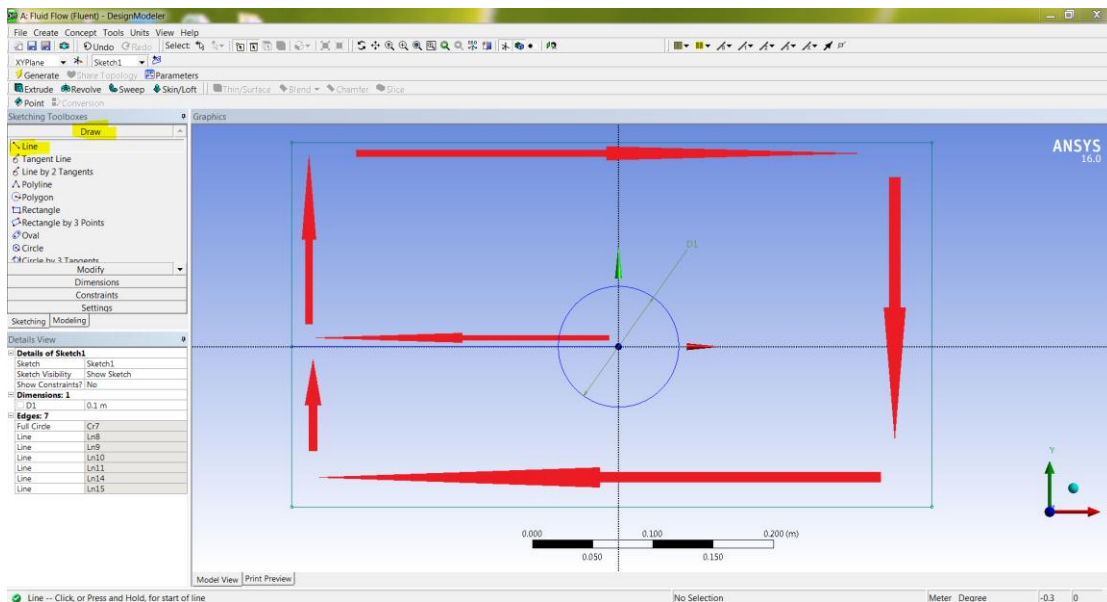 A: Fluid Flow (Fluent) - DesignModeler
File Create Concept Tools Units View Help
Undo Redo Select:
XYPlane Sketch1
Generate Share Topology Parameters
Extrude Revolve Sweep Skin/Loft Thin/Surface Blend Chamfer Slice
Point Conversion
Sketching Toolboxes
Draw
Line
Tangent Line
Line by 2 Tangents
Polyline
Polygon
Rectangle
Rectangle by 3 Points
Oval
Circle
Circle by 3 Tangents
Modify
Dimensions
Constraints
Settings
Sketching Modeling
Details View
Details of Sketch1
Sketch Sketch1
Sketch Visibility Show Sketch
Show Constraints? No
Dimensions: 1
D1 0.1 m
Edges: 7
Full Circle Cr7
Line Ln8
Line Ln9
Line Ln10
Line Ln11
Line Ln14
Line Ln15
Graphics
ANSYS
16.0
D1
Y
0.000 0.100 0.200 (m)
0.050 0.150
Model View Print Preview
Line -- Click, or Press and Hold, for start of line
No Selection
Meter Degree -0.3 0